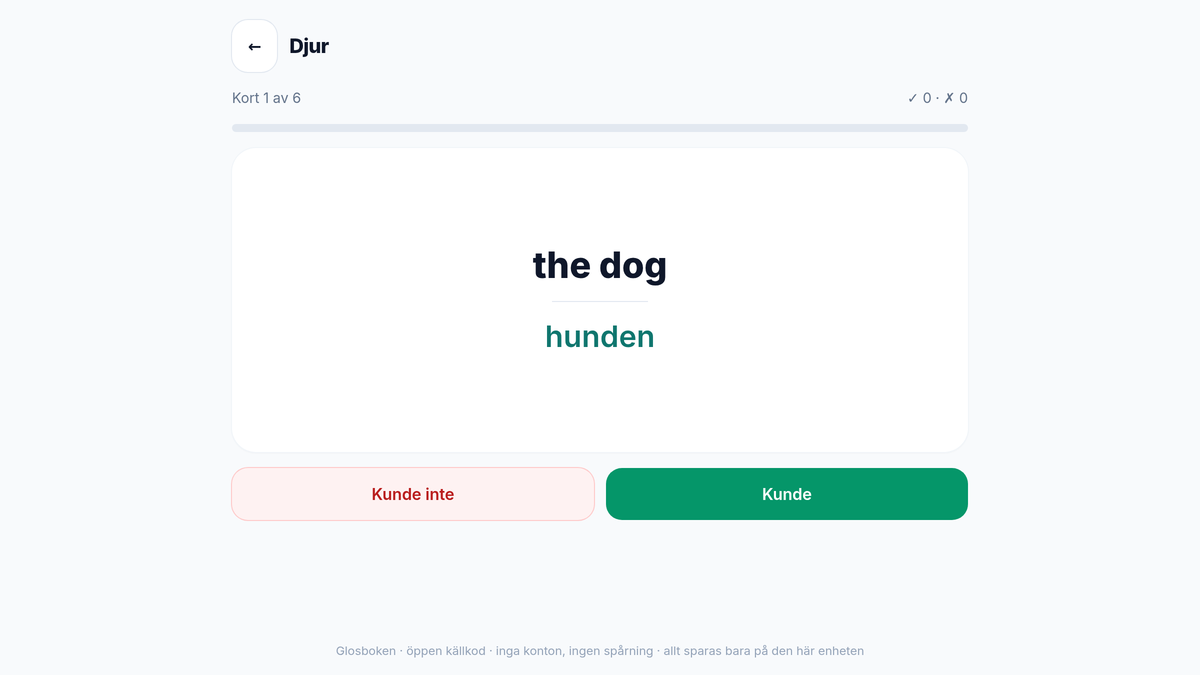 ← Djur
Kort 1 av 6 ✓ 0 · ✗ 0
the dog
hunden
Kunde inte Kunde
Glosboken · öppen källkod · inga konton, ingen spårning · allt sparas bara på den här enheten